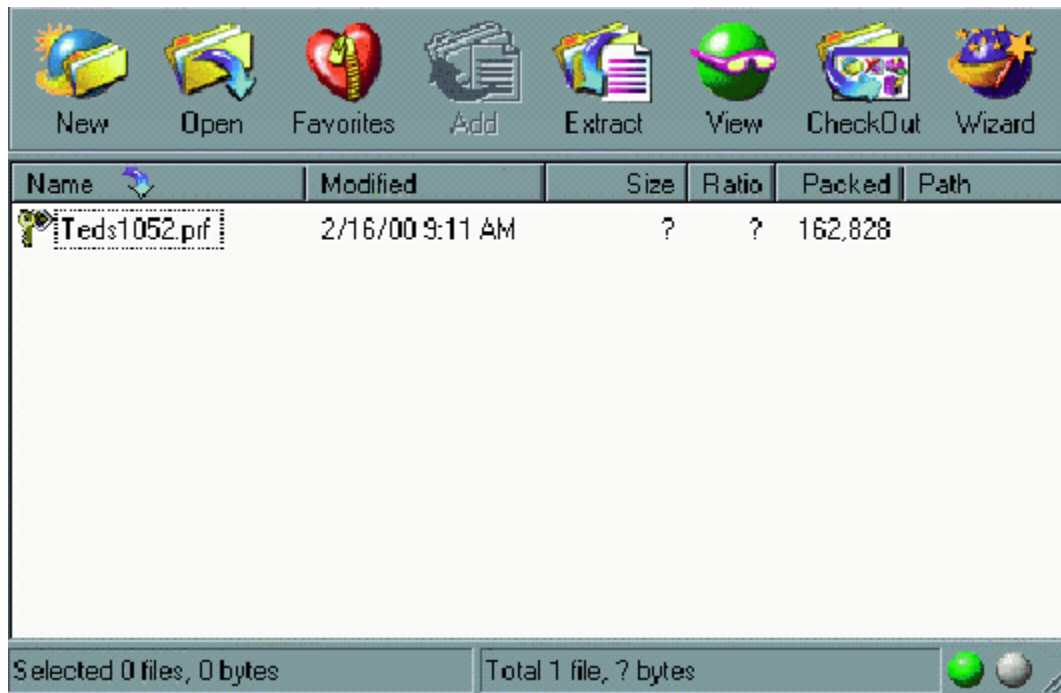 New Open Favorites Add Extract View CheckOut Wizard
Name Modified Size Ratio Packed Path
Teds1052.prf 2/16/00 9:11 AM ? ? 162,828
Selected 0 files, 0 bytes Total 1 file, ? bytes